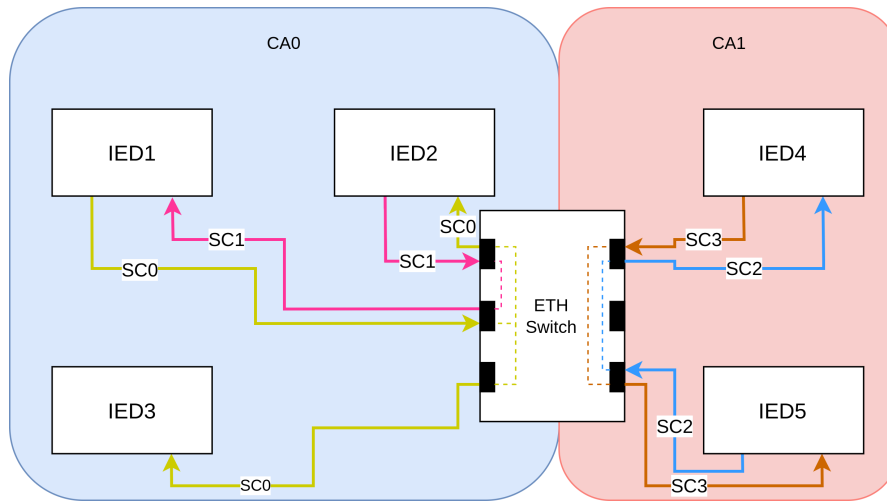 CA0
CA1
IED1
IED2
IED4
SC0
SC1
SC3
SC1
SC2
SC0
ETH
Switch
IED3
IED5
SC2
SC0
SC3